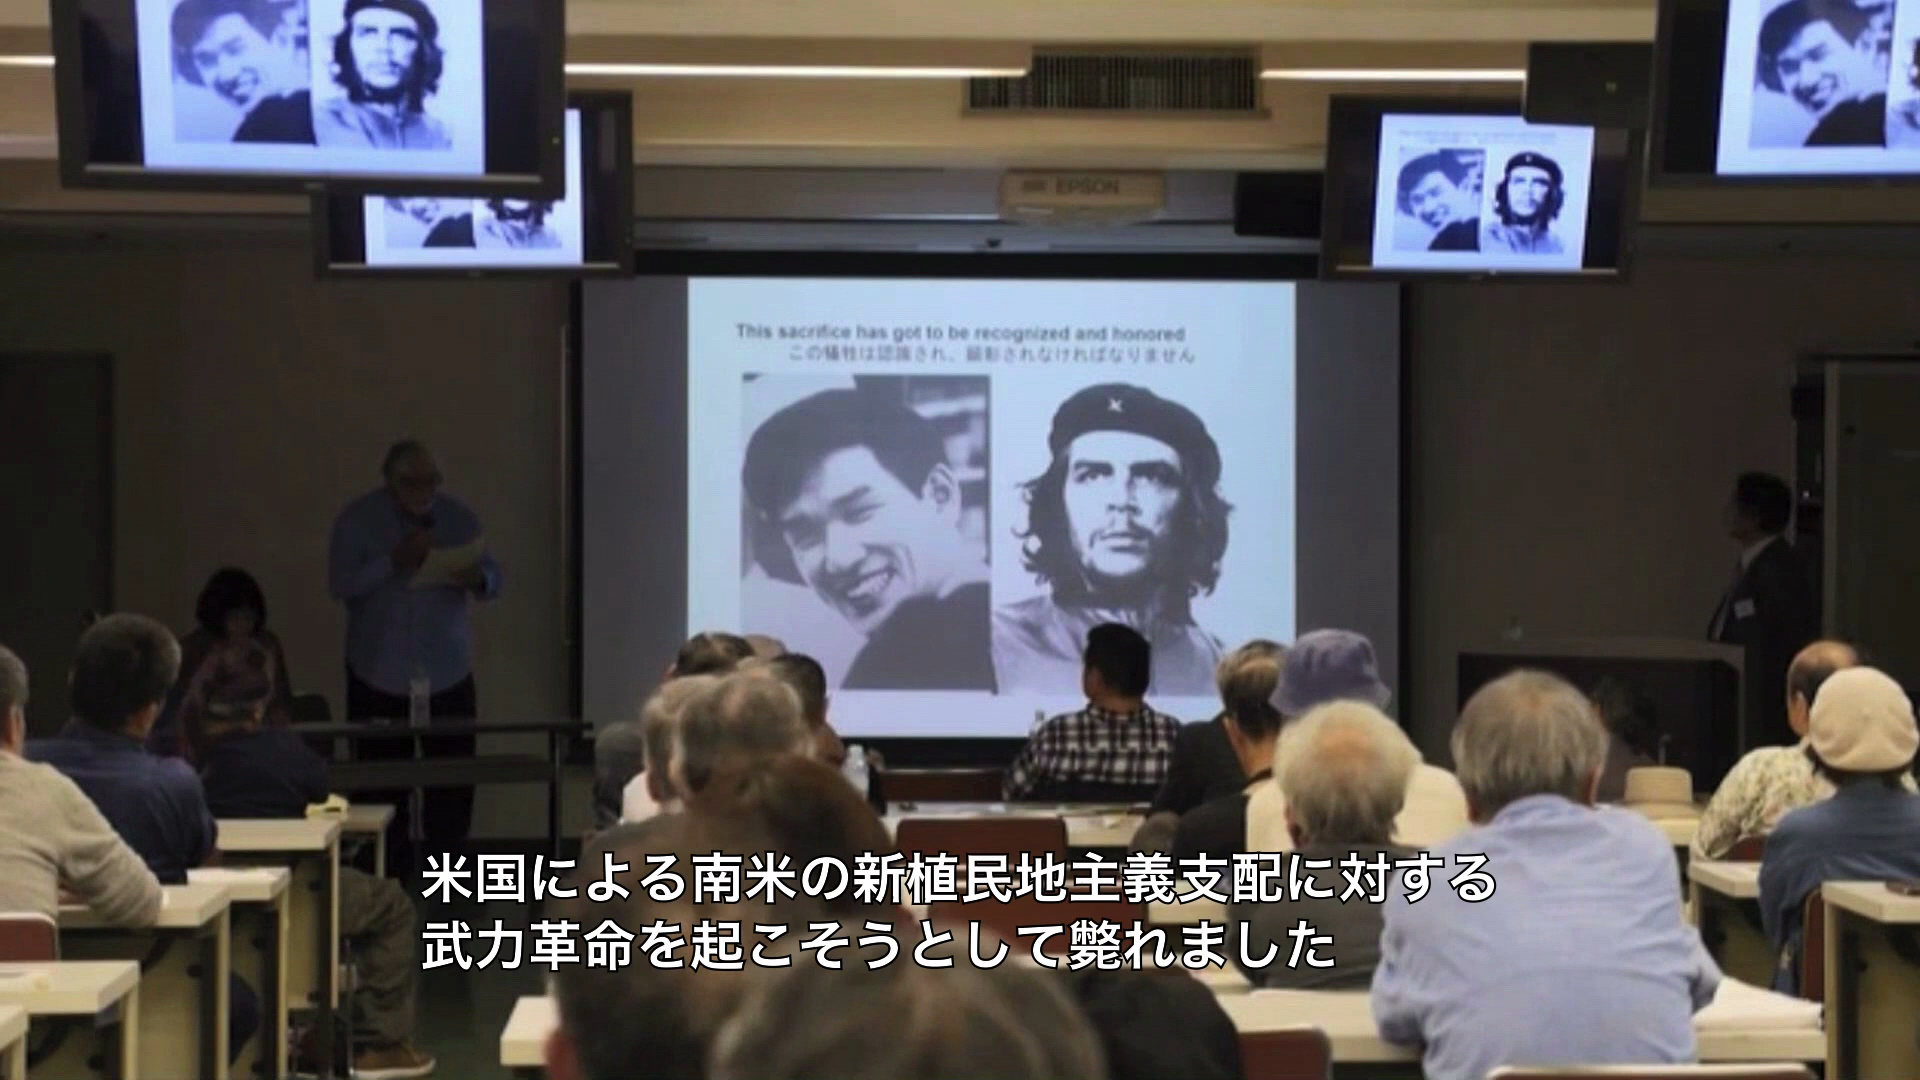 EPSON
This sacrifice has got to be recognized and honored
この犠牲は認識され、顕彰されなければなりません
米国による南米の新植民地主義支配に対する
武力革命を起こそうとして斃れました